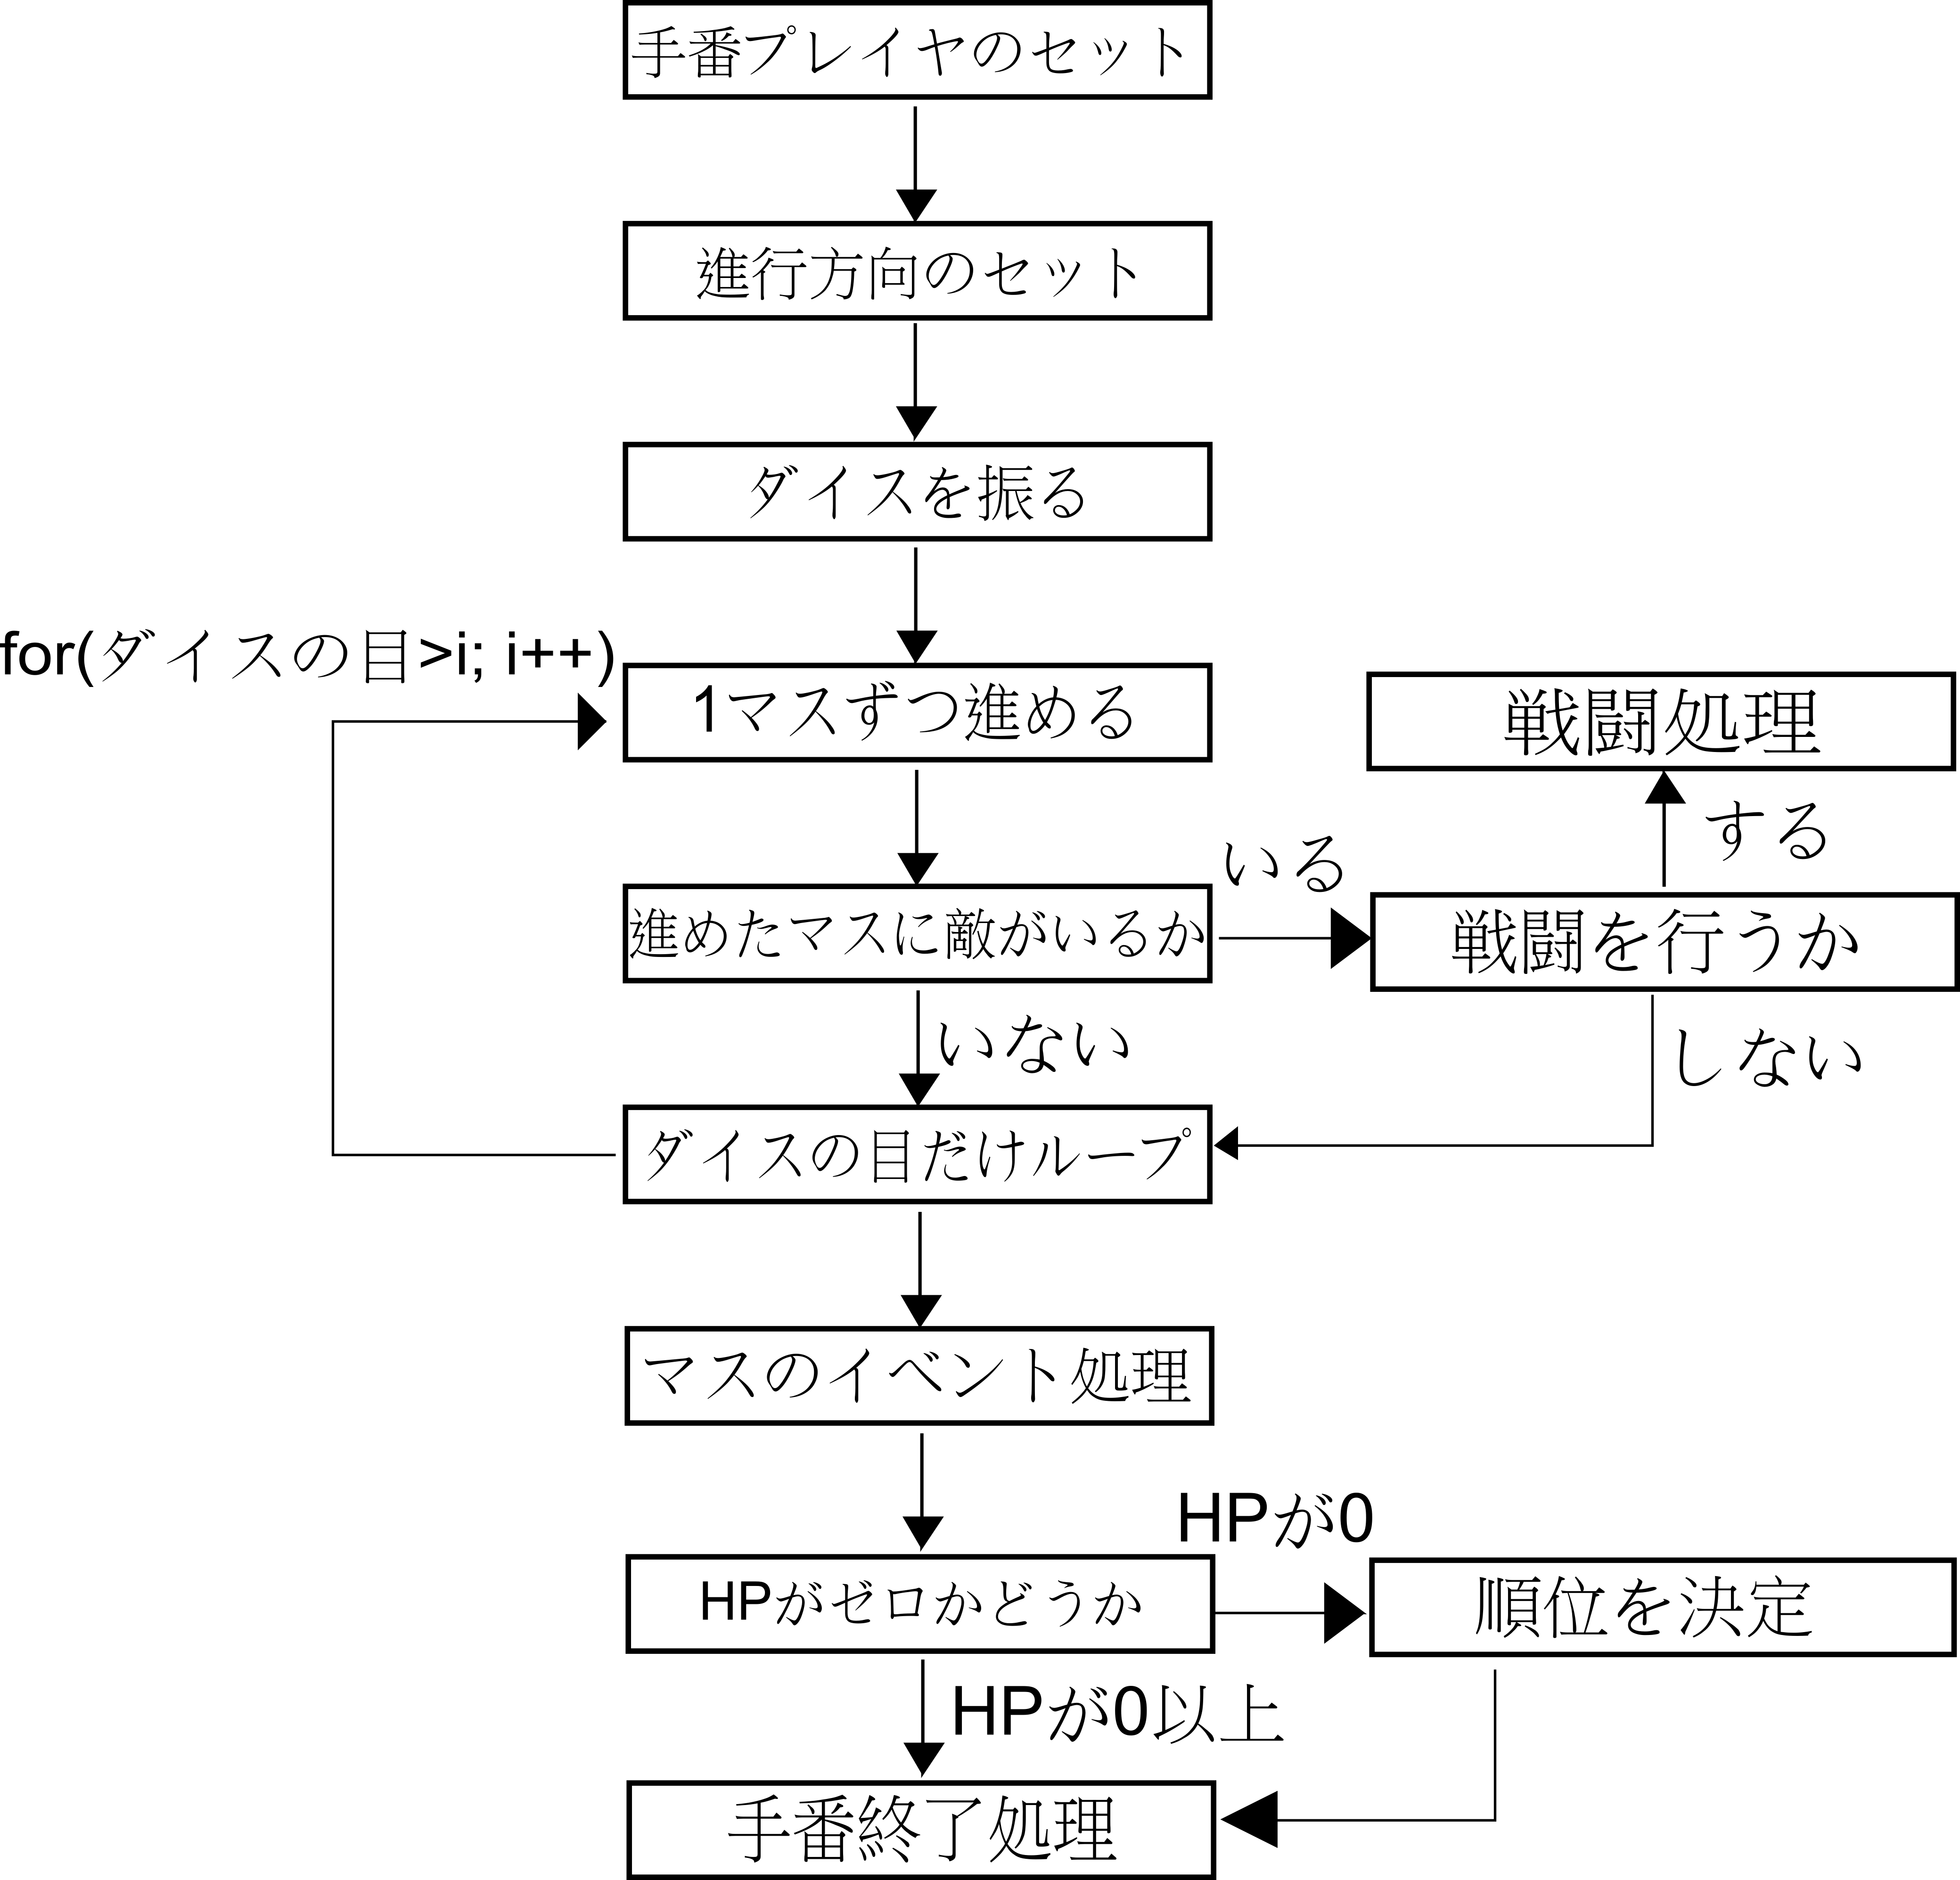 手番プレイヤのセット
進行方向のセット
ダイスを振る
for(ダイスの目>i; i++)
1マスずつ進める
戦闘処理
する
いる
進めたマスに敵がいるか
戦闘を行うか
いない
しない
ダイスの目だけループ
マスのイベント処理
HPが0
HPがゼロかどうか
順位を決定
HPが0以上
手番終了処理